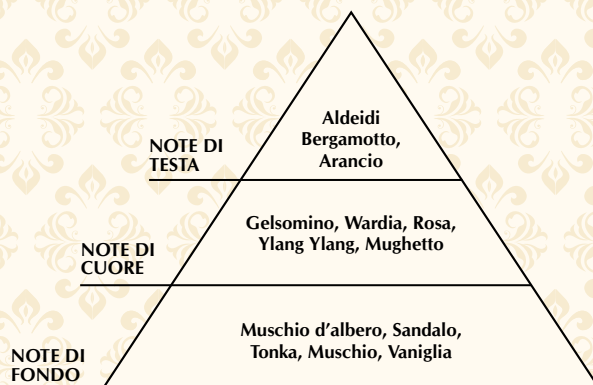 Aldeidi
Bergamotto,
Arancio
NOTE DI
TESTA
Gelsomino, Wardia, Rosa,
Ylang Ylang, Mughetto
NOTE DI
CUORE
Muschio d’albero, Sandalo,
Tonka, Muschio, Vaniglia
NOTE DI
FONDO